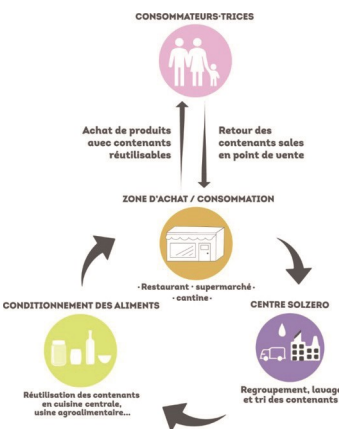 CONSOMMATEURS·TRICES
Achat de produits
avec contenants
réutilisables
Retour des
contenants sales
en point de vente
ZONE D'ACHAT / CONSOMMATION
· Restaurant · supermarché ·
· cantine ·
CENTRE SOLZERO
Regroupement, lavage
et tri des contenants
CONDITIONNEMENT DES ALIMENTS
Réutilisation des contenants
en cuisine centrale,
usine agroalimentaire...